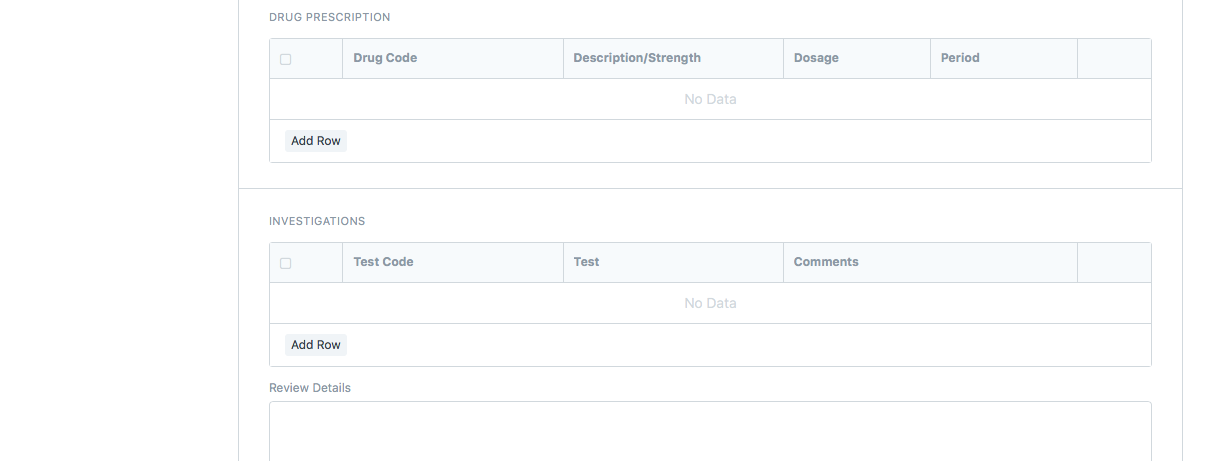 DRUG PRESCRIPTION
Drug Code Description/Strength Dosage Period
No Data
Add Row
INVESTIGATIONS
Test Code Test Comments
No Data
Add Row
Review Details